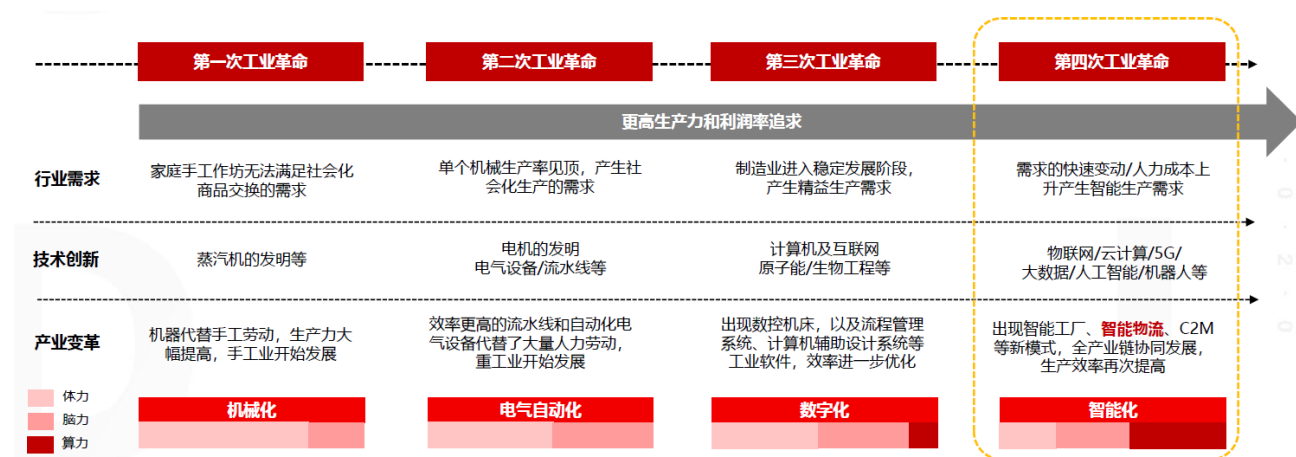 第一次工业革命
第二次工业革命
第三次工业革命
第四次工业革命
更高生产力和利润率追求
行业需求
家庭手工作坊无法满足社会化
商品交换的需求
单个机械生产率见顶，产生社
会化生产的需求
制造业进入稳定发展阶段，
产生精益生产需求
需求的快速变动/人力成本上
升产生智能生产需求
技术创新
蒸汽机的发明等
电机的发明
电气设备/流水线等
计算机及互联网
原子能/生物工程等
物联网/云计算/5G/
大数据/人工智能/机器人等
产业变革
机器代替手工劳动，生产力大
幅提高，手工业开始发展
效率更高的流水线和自动化电
气设备代替了大量人力劳动，
重工业开始发展
出现数控机床，以及流程管理
系统、计算机辅助设计系统等
工业软件，效率进一步优化
出现智能工厂、智能物流、C2M
等新模式，全产业链协同发展，
生产效率再次提高
体力
脑力
算力
机械化
电气自动化
数字化
智能化